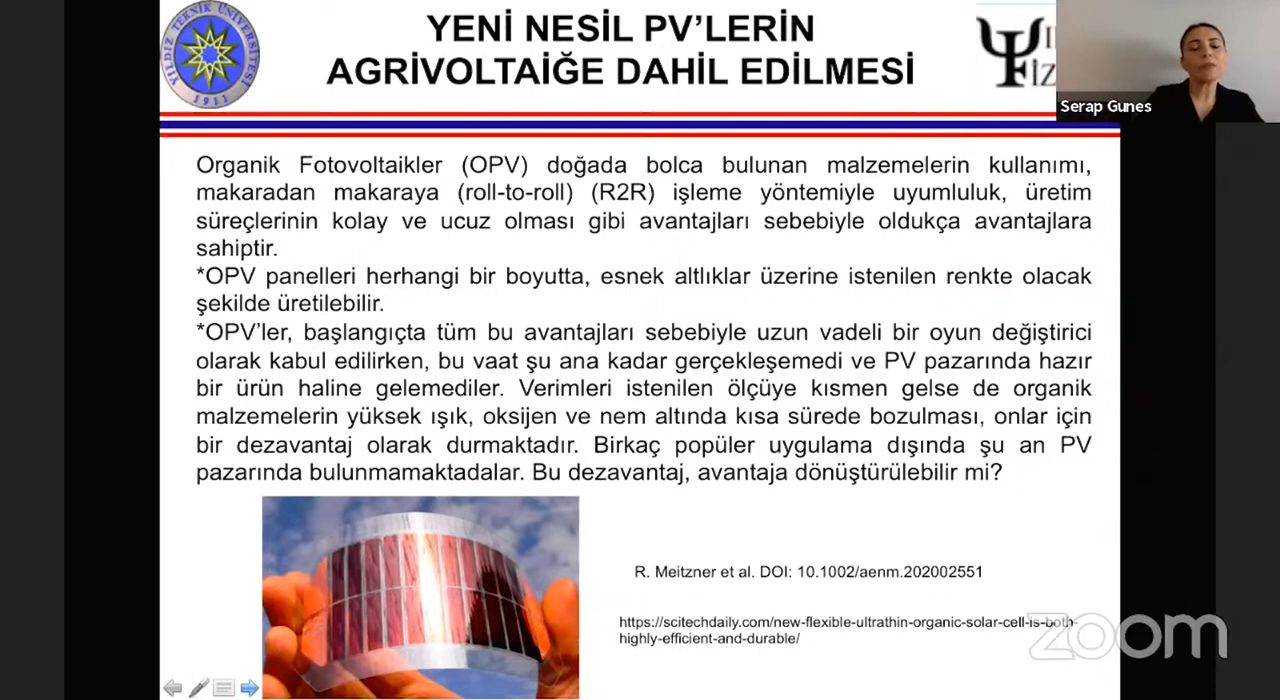 YENİ NESİL PV’LERİN
AGRİVOLTAİĞE DAHİL EDİLMESİ
YILDIZ TEKNİK ÜNİVERSİTESİ
1911
Serap Gunes
Organik Fotovoltaikler (OPV) doğada bolca bulunan malzemelerin kullanımı,
makaradan makaraya (roll-to-roll) (R2R) işleme yöntemiyle uyumluluk, üretim
süreçlerinin kolay ve ucuz olması gibi avantajları sebebiyle oldukça avantajlara
sahiptir.
*OPV panelleri herhangi bir boyutta, esnek altlıklar üzerine istenilen renkte olacak
şekilde üretilebilir.
*OPV’ler, başlangıçta tüm bu avantajları sebebiyle uzun vadeli bir oyun değiştirici
olarak kabul edilirken, bu vaat şu ana kadar gerçekleşemedi ve PV pazarında hazır
bir ürün haline gelemediler. Verimleri istenilen ölçüye kısmen gelse de organik
malzemelerin yüksek ışık, oksijen ve nem altında kısa sürede bozulması, onlar için
bir dezavantaj olarak durmaktadır. Birkaç popüler uygulama dışında şu an PV
pazarında bulunmamaktadalar. Bu dezavantaj, avantaja dönüştürülebilir mi?
R. Meitzner et al. DOI: 10.1002/aenm.202002551
https://scitechdaily.com/new-flexible-ultrathin-organic-solar-cell-is-both-
highly-efficient-and-durable/
zoom